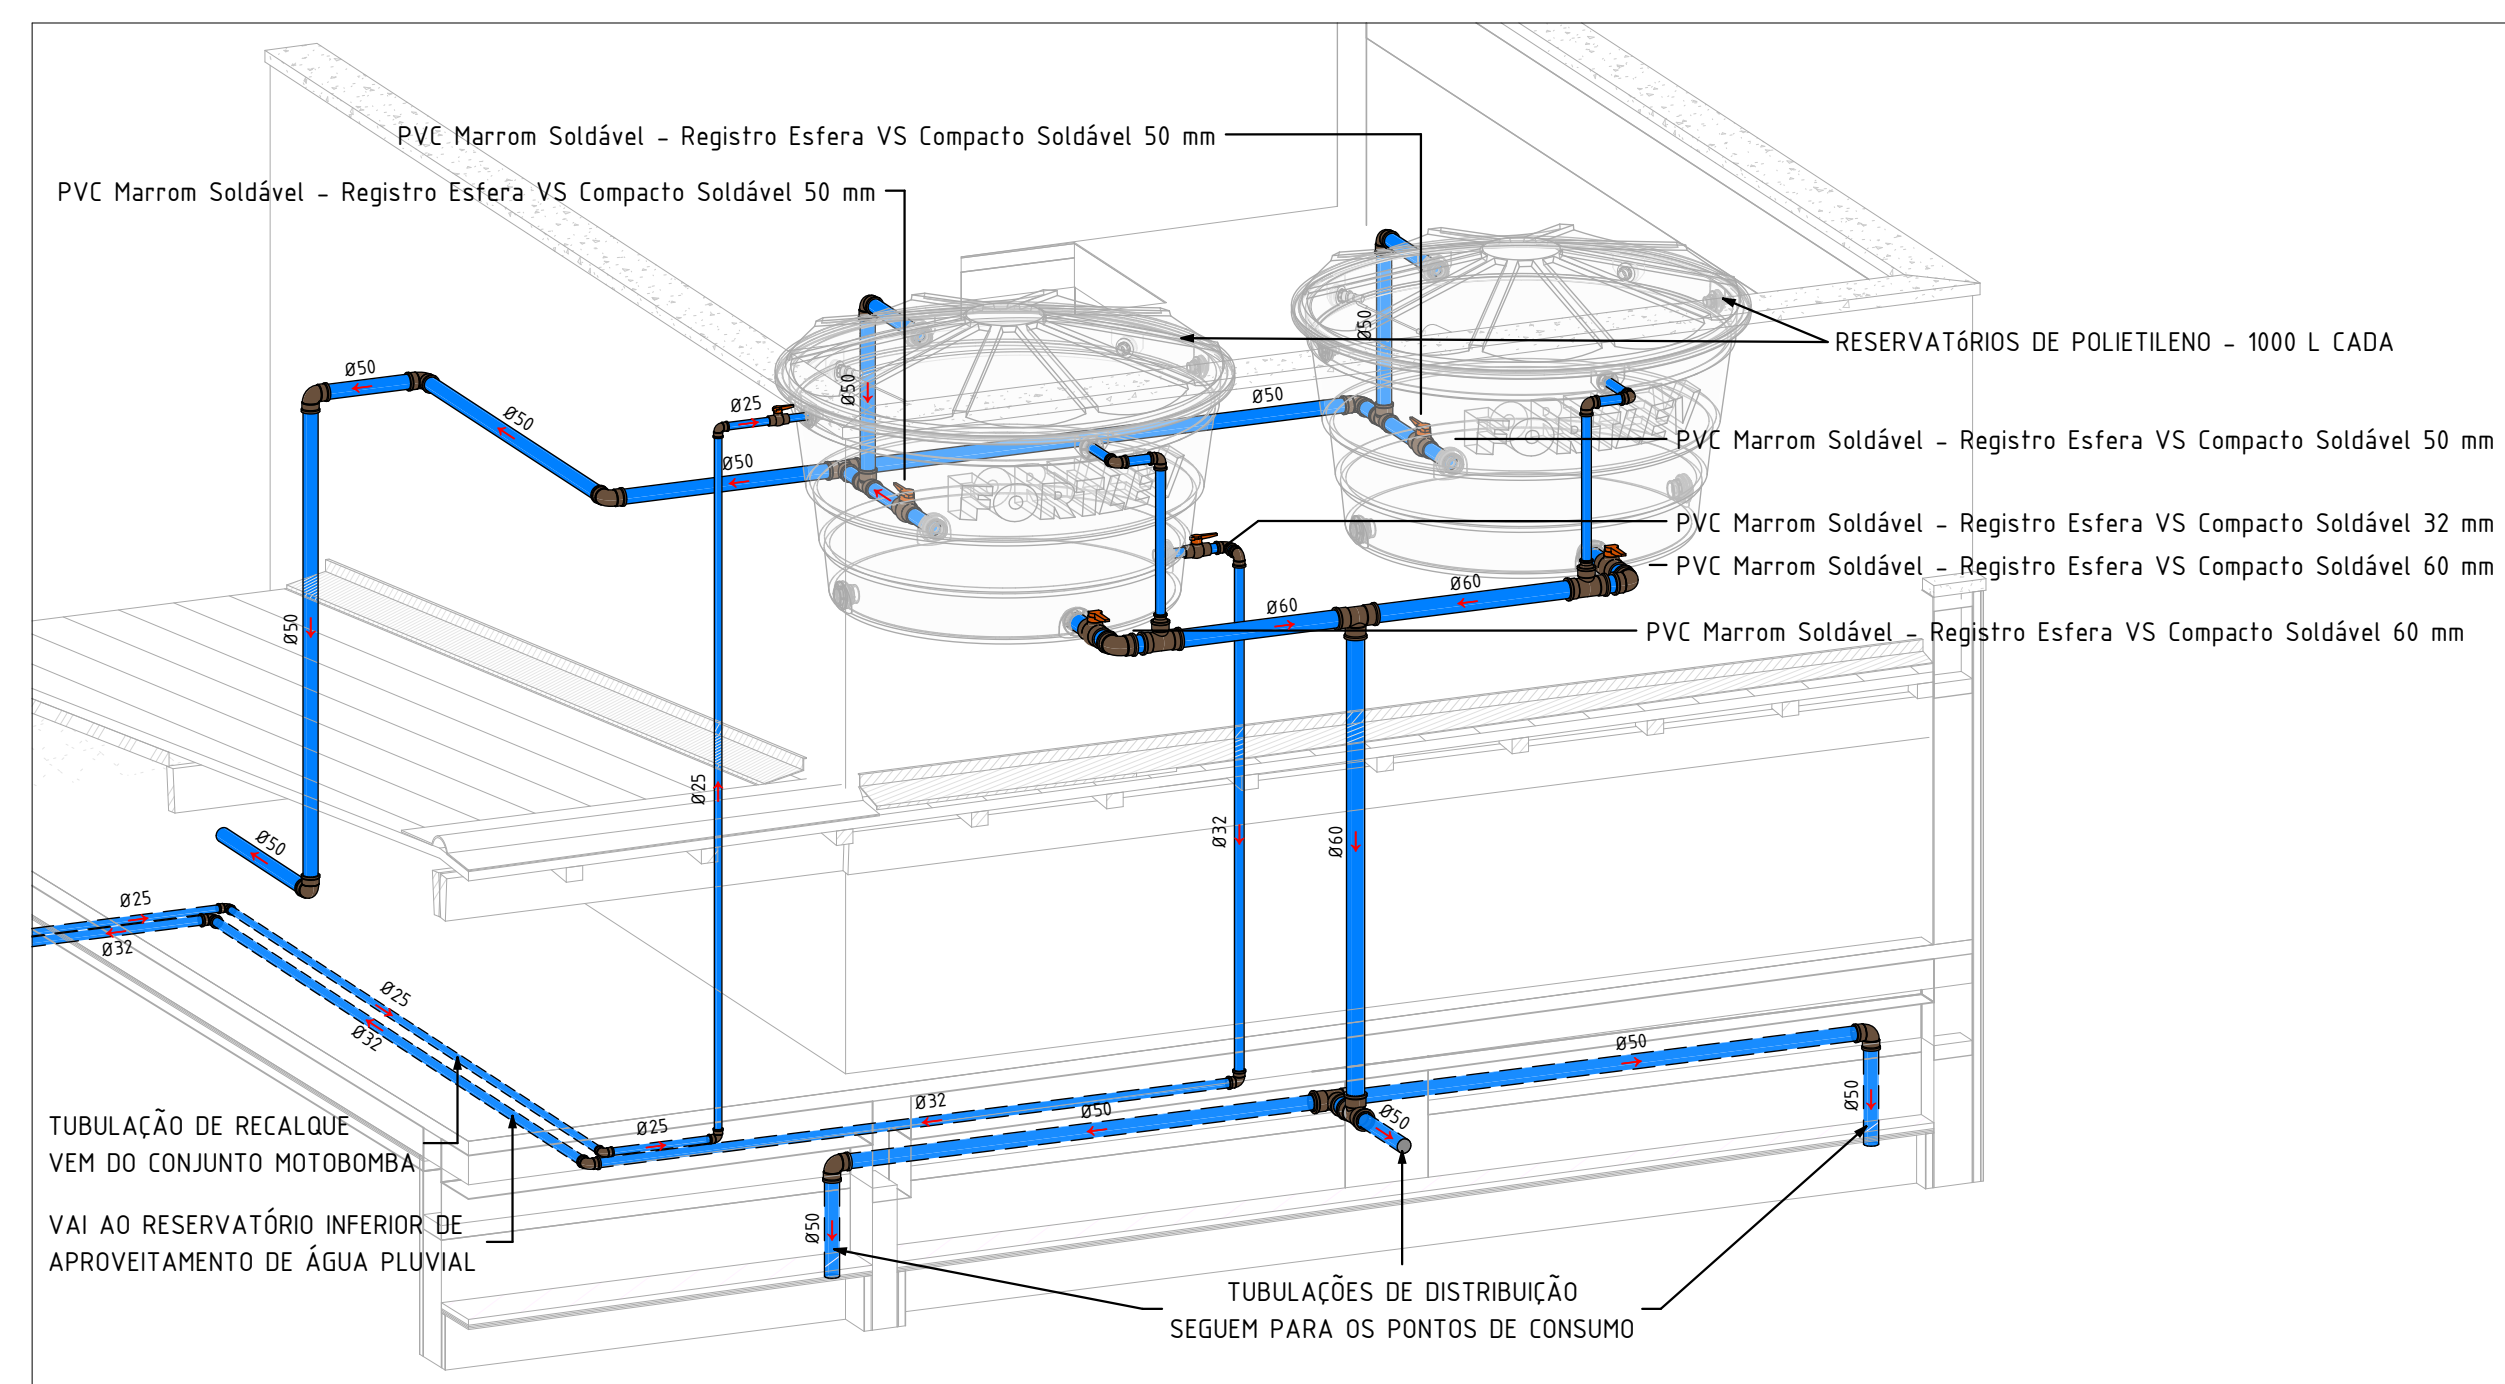 PVC Marrom Soldável - Registro Esfera VS Compacto Soldável 50 mm
PVC Marrom Soldável - Registro Esfera VS Compacto Soldável 50 mm
RESERVATóRIOS DE POLIETILENO - 1000 L CADA
Ø50
Ø50
Ø50
Ø50
Ø25
Ø50
Ø50
FORTLEV
PVC Marrom Soldável - Registro Esfera VS Compacto Soldável 50 mm
FORTLEV
PVC Marrom Soldável - Registro Esfera VS Compacto Soldável 32 mm
PVC Marrom Soldável - Registro Esfera VS Compacto Soldável 60 mm
Ø60
Ø60
PVC Marrom Soldável - Registro Esfera VS Compacto Soldável 60 mm
Ø50
Ø25
Ø32
Ø60
Ø50
Ø25
Ø32
Ø25
Ø32
Ø50
Ø50
Ø32
Ø50
Ø50
Ø25
TUBULAÇÃO DE RECALQUE
VEM DO CONJUNTO MOTOBOMBA
VAI AO RESERVATÓRIO INFERIOR DE
APROVEITAMENTO DE ÁGUA PLUVIAL
Ø50
TUBULAÇÕES DE DISTRIBUIÇÃO
SEGUEM PARA OS PONTOS DE CONSUMO